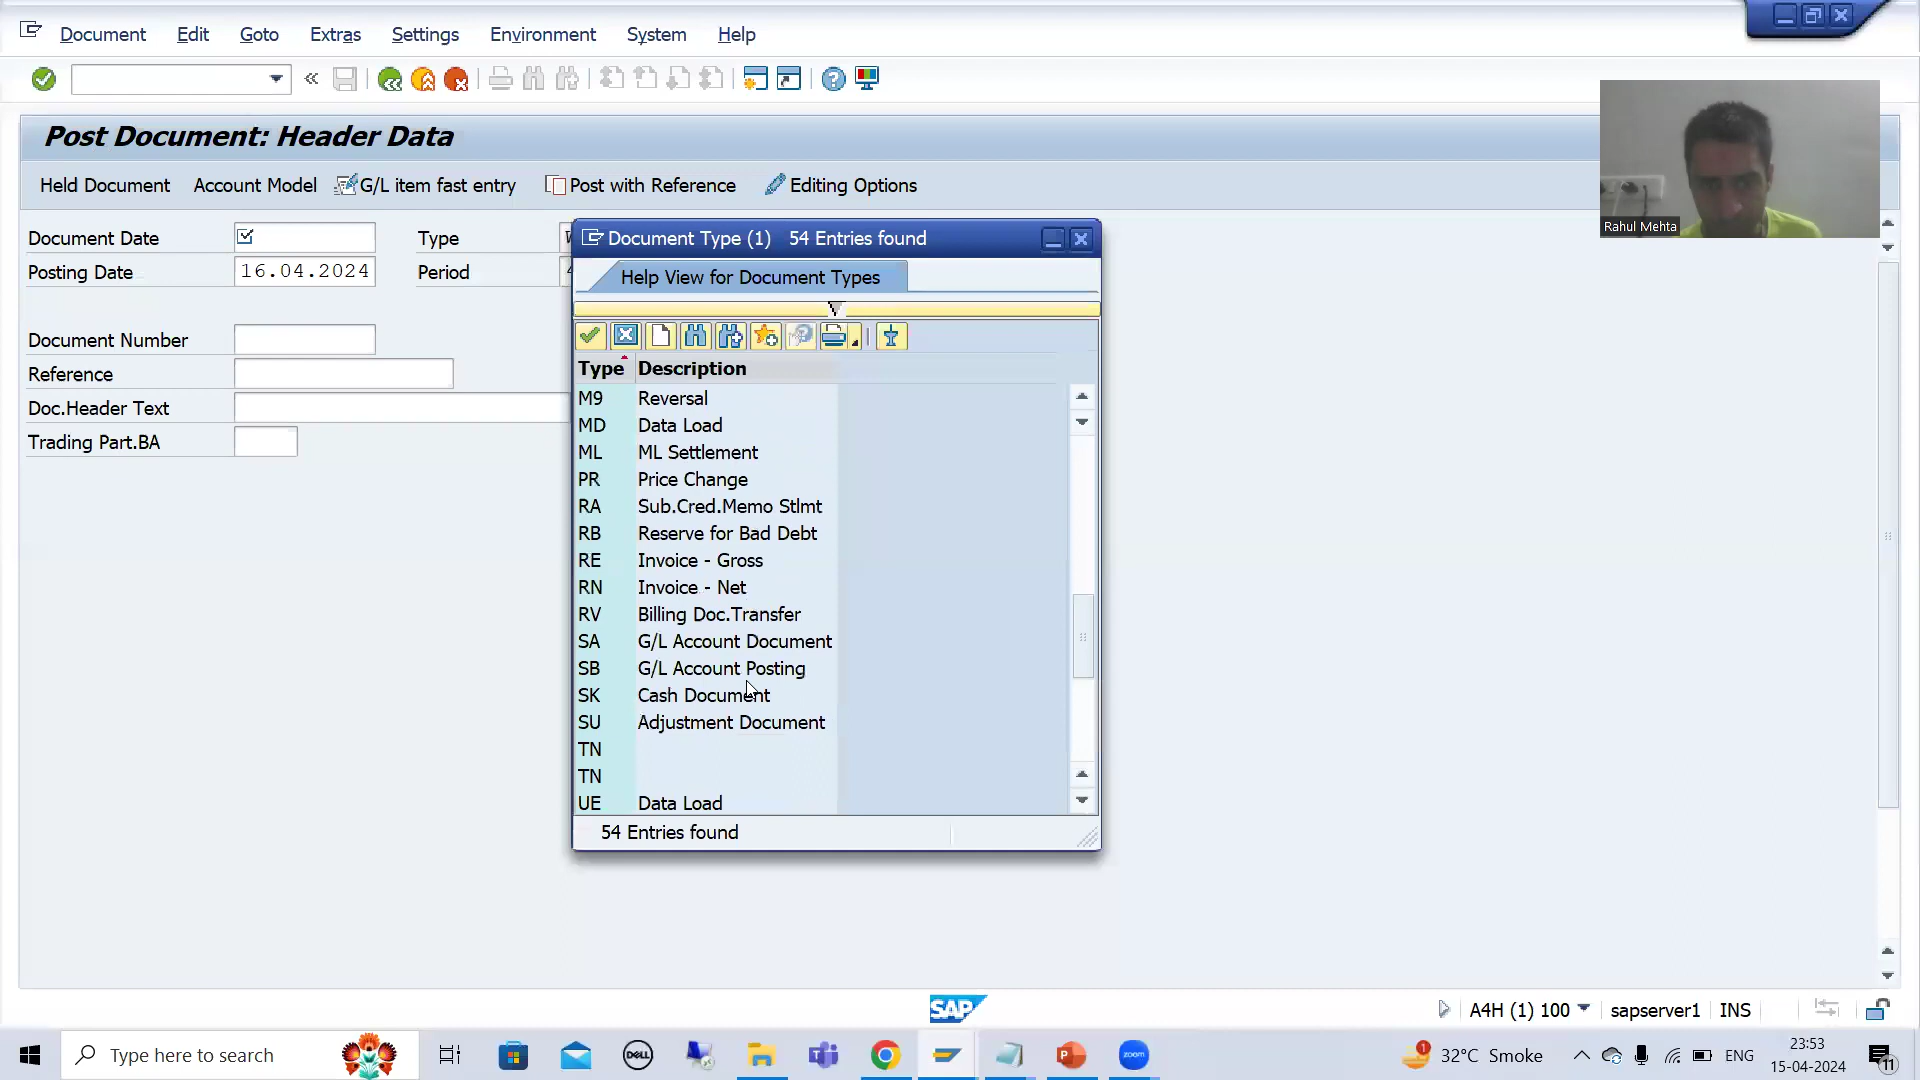 Document Edit Goto Extras Settings Environment System Help
Post Document: Header Data
Held Document Account Model G/L item fast entry Post with Reference Editing Options
Document Date Type
Posting Date 16.04.2024 Period
Document Number
Reference
Doc.Header Text
Trading Part.BA
Document Type (1) 54 Entries found
Help View for Document Types
Type Description
M9 Reversal
MD Data Load
ML ML Settlement
PR Price Change
RA Sub.Cred.Memo Stlmt
RB Reserve for Bad Debt
RE Invoice - Gross
RN Invoice - Net
RV Billing Doc.Transfer
SA G/L Account Document
SB G/L Account Posting
SK Cash Document
SU Adjustment Document
TN
TN
UE Data Load
54 Entries found
Rahul Mehta
SAP
A4H (1) 100 sapserver1 INS
Type here to search
DELL
zoom
1
32°C Smoke
ENG
23:53
15-04-2024
11